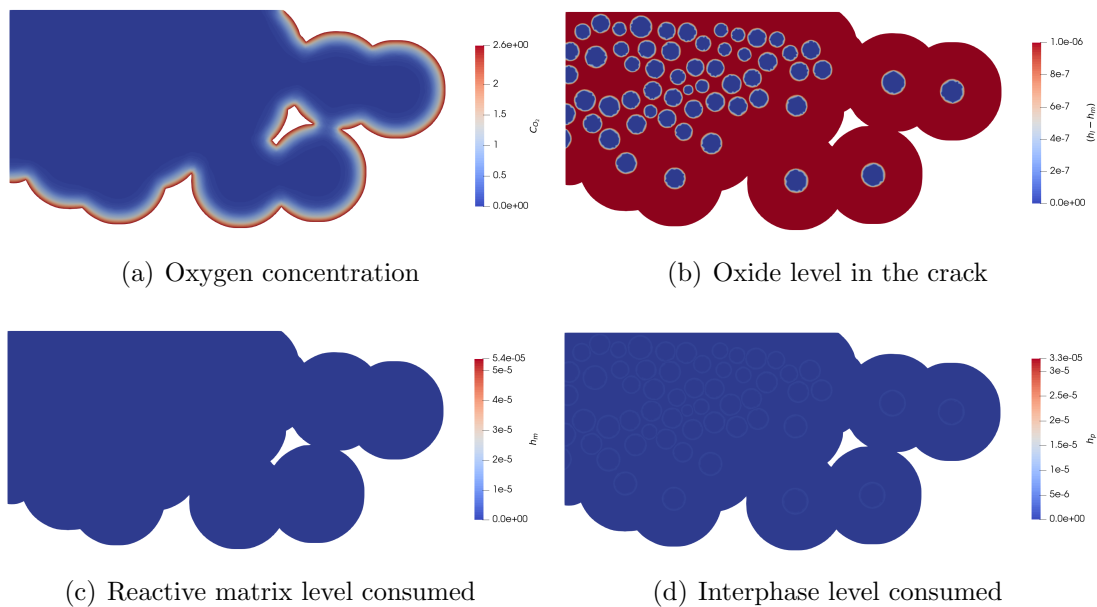 2.6e+00
2
1.5
1
0.5
0.0e+00
c_{O_2}
1.0e-06
8e-7
6e-7
4e-7
2e-7
0.0e+00
(h_l − h_m)
(a) Oxygen concentration
(b) Oxide level in the crack
5.4e-05
5e-5
4e-5
3e-5
2e-5
1e-5
0.0e+00
h_m
3.3e-05
3e-5
2.5e-5
2e-5
1.5e-5
1e-5
5e-6
0.0e+00
h_p
(c) Reactive matrix level consumed
(d) Interphase level consumed